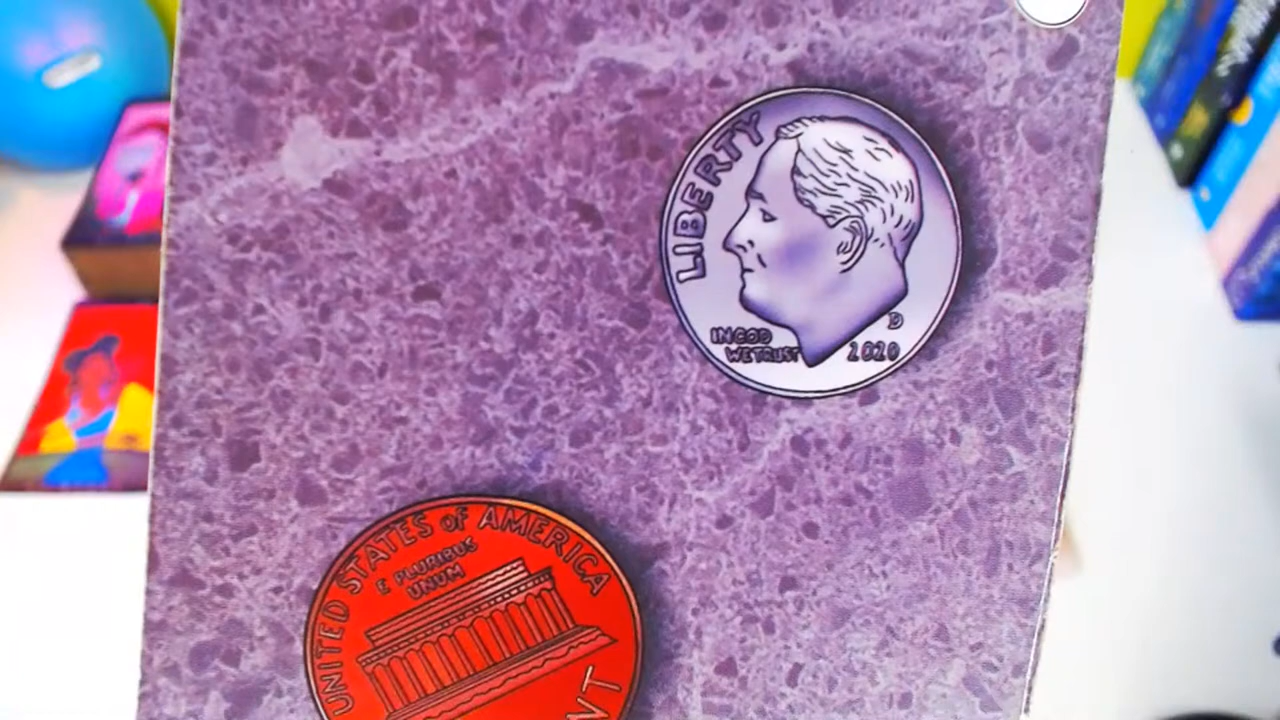 LIBERTY
IN GOD
WE TRUST
D
2020
UNITED STATES OF AMERICA
E PLURIBUS
UNUM